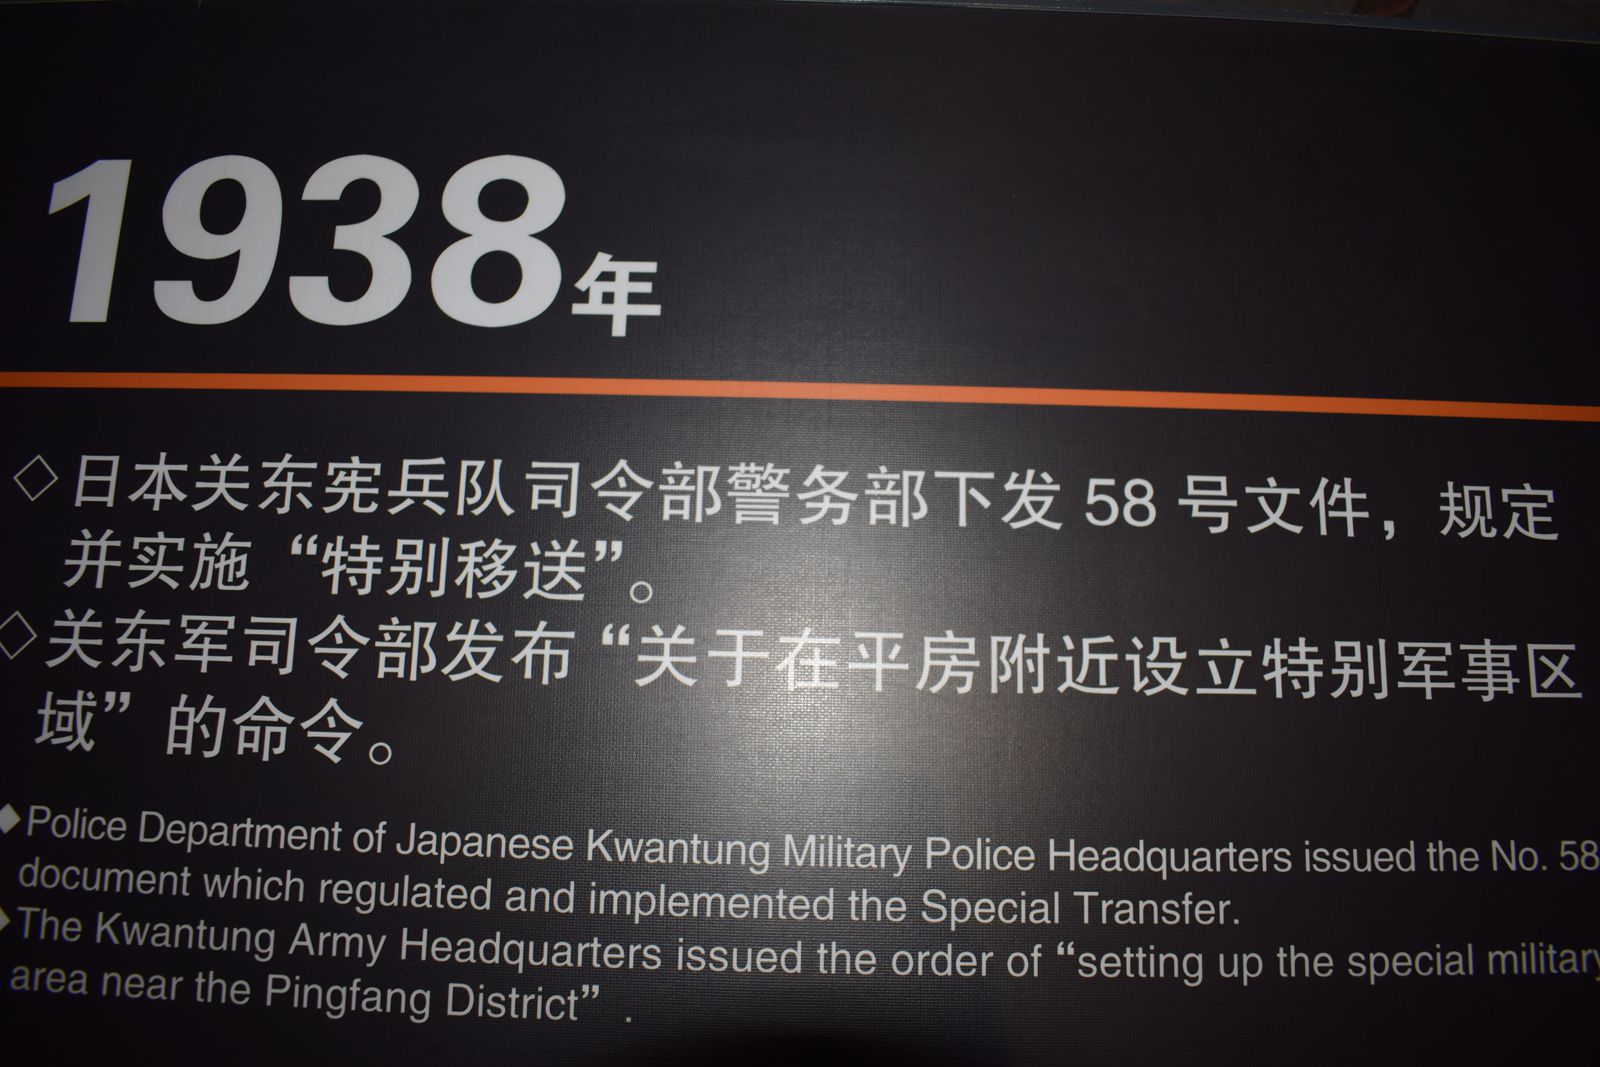 1938年
◇日本关东宪兵队司令部警务部下发 58 号文件，规定
并实施“特别移送”。
◇关东军司令部发布“关于在平房附近设立特别军事区
域”的命令。
◆Police Department of Japanese Kwantung Military Police Headquarters issued the No. 58
document which regulated and implemented the Special Transfer.
◆The Kwantung Army Headquarters issued the order of “setting up the special military
area near the Pingfang District” .